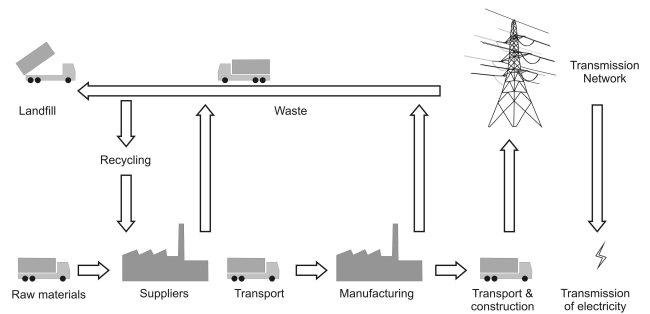 Transmission
Network
Landfill
Waste
Recycling
Raw materials
Suppliers
Transport
Manufacturing
Transport &
construction
Transmission
of electricity